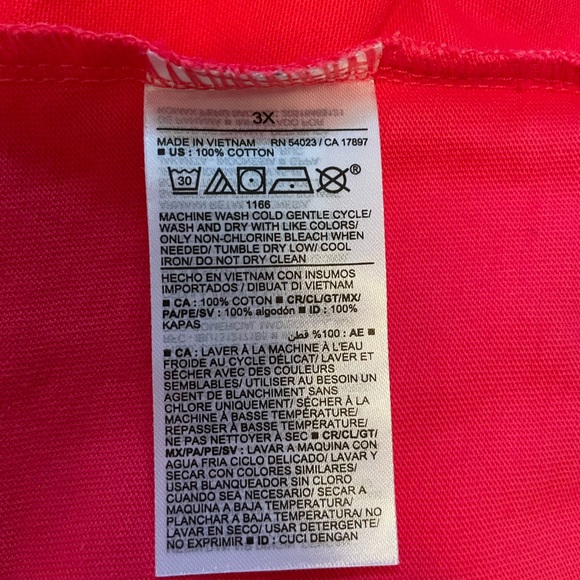 3X
MADE IN VIETNAM RN 54023 / CA 17897
■ US : 100% COTTON
30 ®
1166
MACHINE WASH COLD GENTLE CYCLE/
WASH AND DRY WITH LIKE COLORS/
ONLY NON-CHLORINE BLEACH WHEN
NEEDED/ TUMBLE DRY LOW/ COOL
IRON/ DO NOT DRY CLEAN
HECHO EN VIETNAM CON INSUMOS
IMPORTADOS / DIBUAT DI VIETNAM
■ CA : 100% COTON ■ CR/CL/GT/MX/
PA/PE/SV : 100% algodón ■ ID : 100%
KAPAS
■ AE : 100% قطن
■ CA : LAVER À LA MACHINE À L'EAU
FROIDE AU CYCLE DÉLICAT/ LAVER ET
SÉCHER AVEC DES COULEURS
SEMBLABLES/ UTILISER AU BESOIN UN
AGENT DE BLANCHIMENT SANS
CHLORE UNIQUEMENT/ SÉCHER À LA
MACHINE À BASSE TEMPÉRATURE/
REPASSER À BASSE TEMPÉRATURE/
NE PAS NETTOYER À SEC ■ CR/CL/GT/
MX/PA/PE/SV : LAVAR A MAQUINA CON
AGUA FRIA CICLO DELICADO/ LAVAR Y
SECAR CON COLORES SIMILARES/
USAR BLANQUEADOR SIN CLORO
CUANDO SEA NECESARIO/ SECAR A
MAQUINA A BAJA TEMPERATURA/
PLANCHAR A BAJA TEMPERATURA/ NO
LAVAR EN SECO/ USAR DETERGENTE/
NO EXPRIMIR ■ ID : CUCI DENGAN